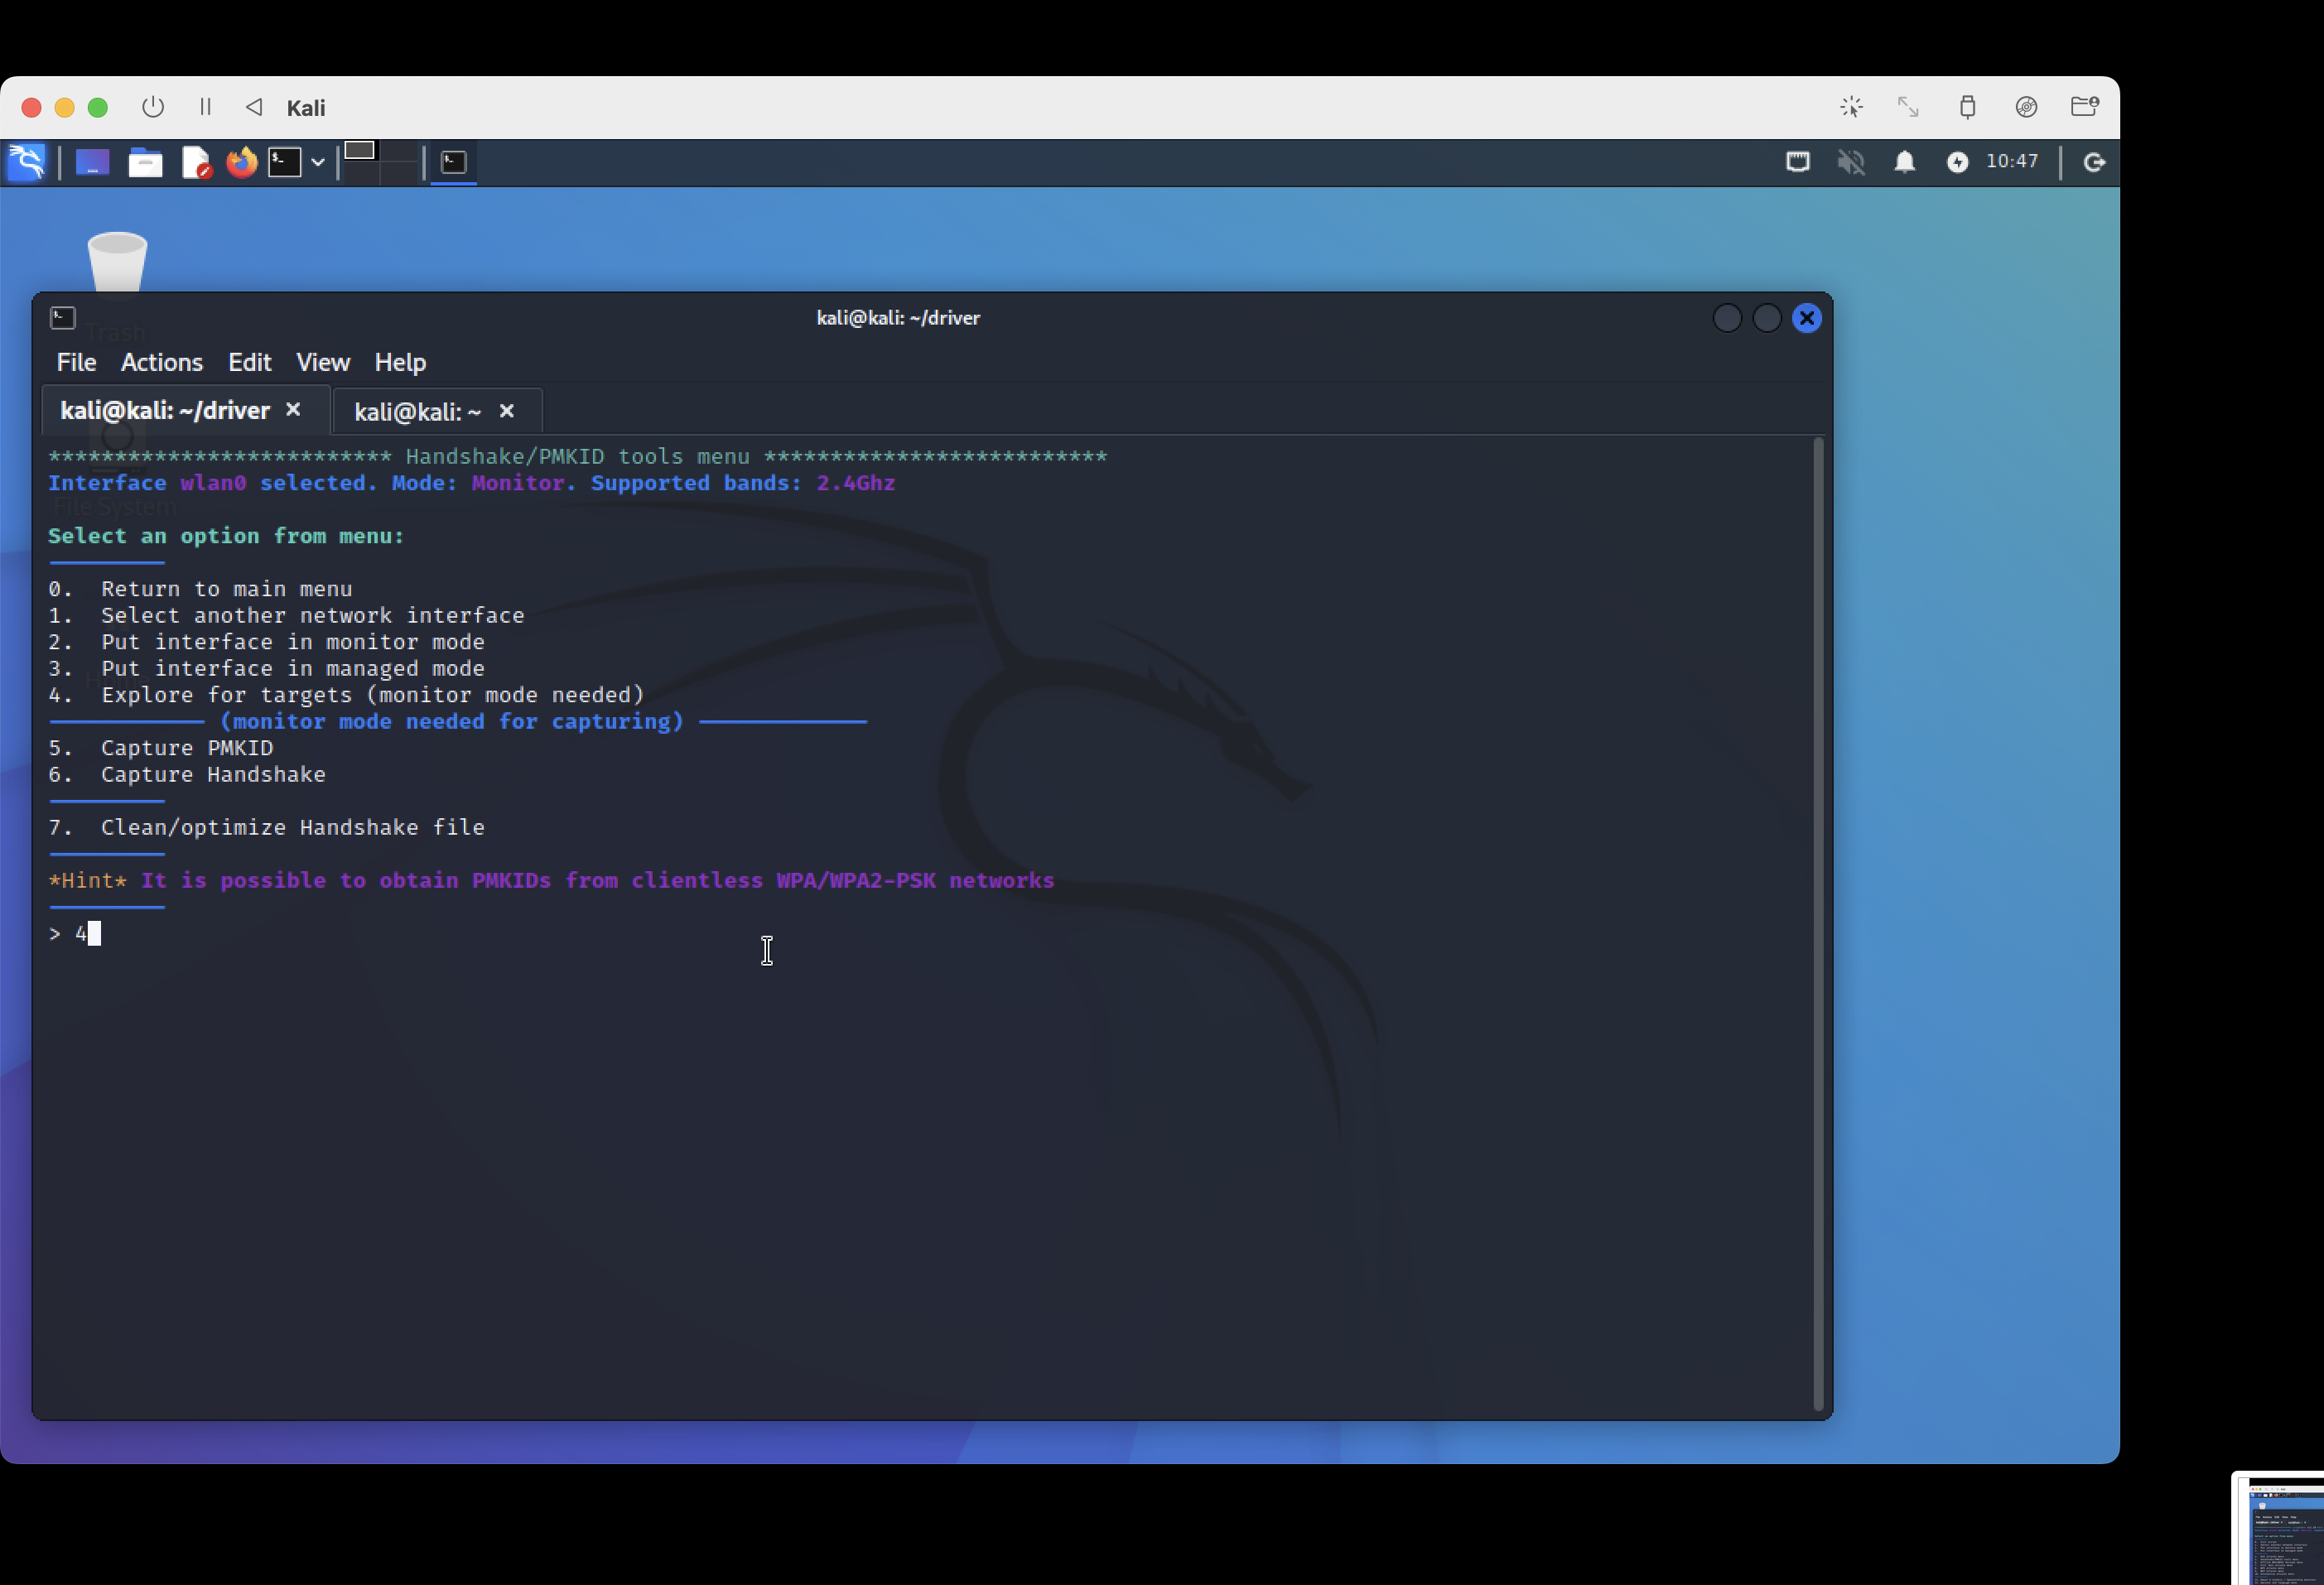 Kali
10:47
Trash
kali@kali: ~/driver
File Actions Edit View Help
kali@kali: ~/driver kali@kali: ~
************************** Handshake/PMKID tools menu **************************
Interface wlan0 selected. Mode: Monitor. Supported bands: 2.4Ghz
File System
Select an option from menu:
0. Return to main menu
1. Select another network interface
2. Put interface in monitor mode
3. Put interface in managed mode
4. Explore for targets (monitor mode needed)
(monitor mode needed for capturing)
5. Capture PMKID
6. Capture Handshake
7. Clean/optimize Handshake file
*Hint* It is possible to obtain PMKIDs from clientless WPA/WPA2-PSK networks
> 4